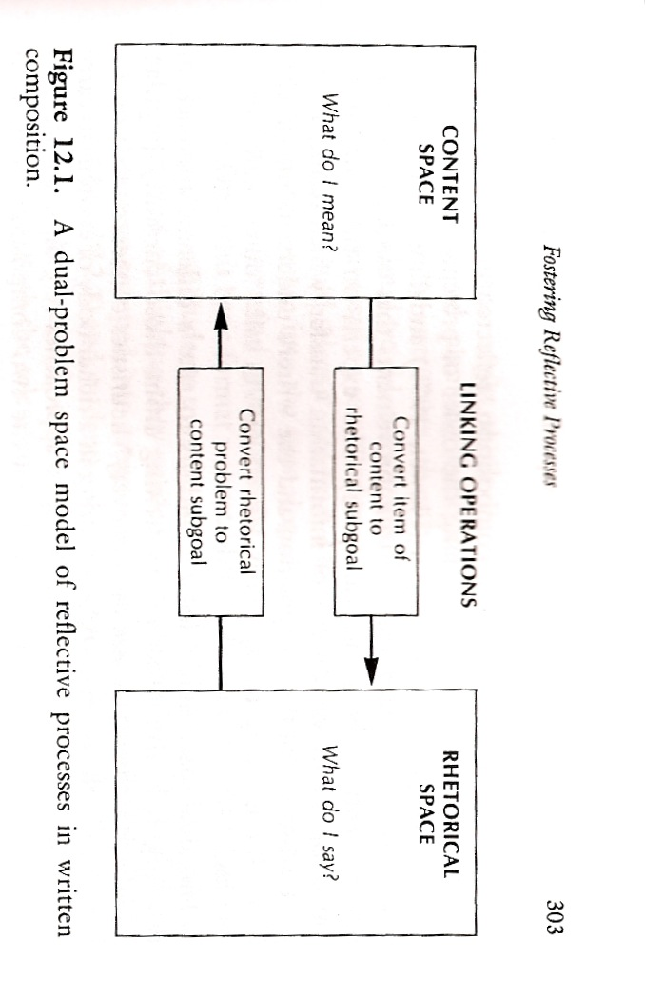 Fostering Reflective Processes
303
LINKING OPERATIONS
CONTENT
SPACE
What do I mean?
Convert item of
content to
rhetorical subgoal
Convert rhetorical
problem to
content subgoal
RHETORICAL
SPACE
What do I say?
Figure 12.1. A dual-problem space model of reflective processes in written
composition.